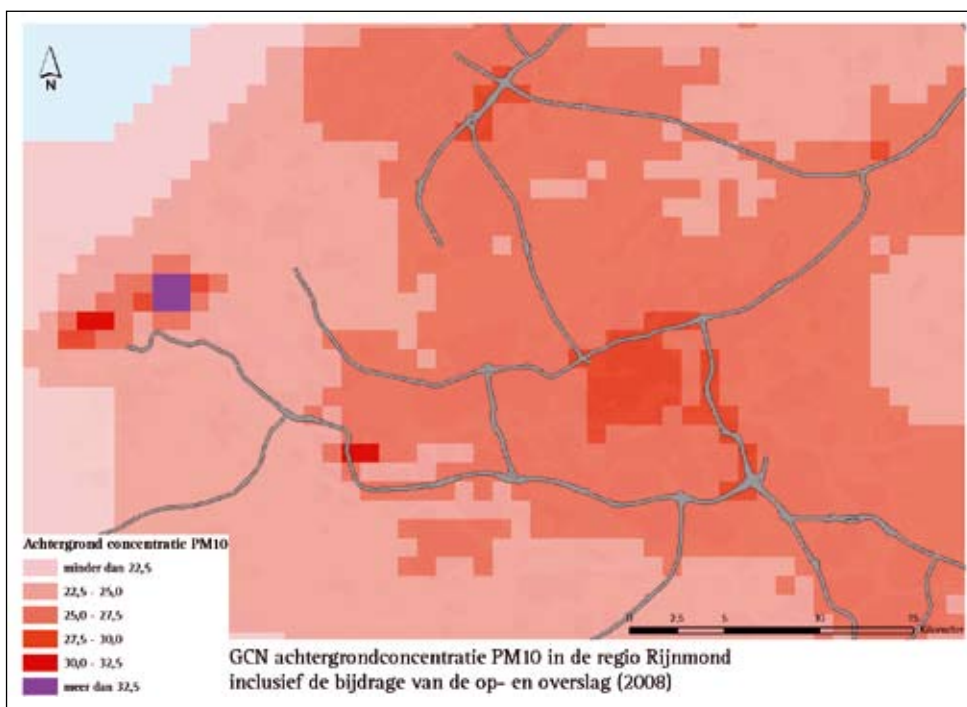 N
Achtergrond concentratie PM10
minder dan 22,5
22,5 - 25,0
25,0 - 27,5
27,5 - 30,0
30,0 - 32,5
meer dan 32,5
0 2,5 5 10 15
Kilometer
GCN achtergrondconcentratie PM10 in de regio Rijnmond
inclusief de bijdrage van de op- en overslag (2008)